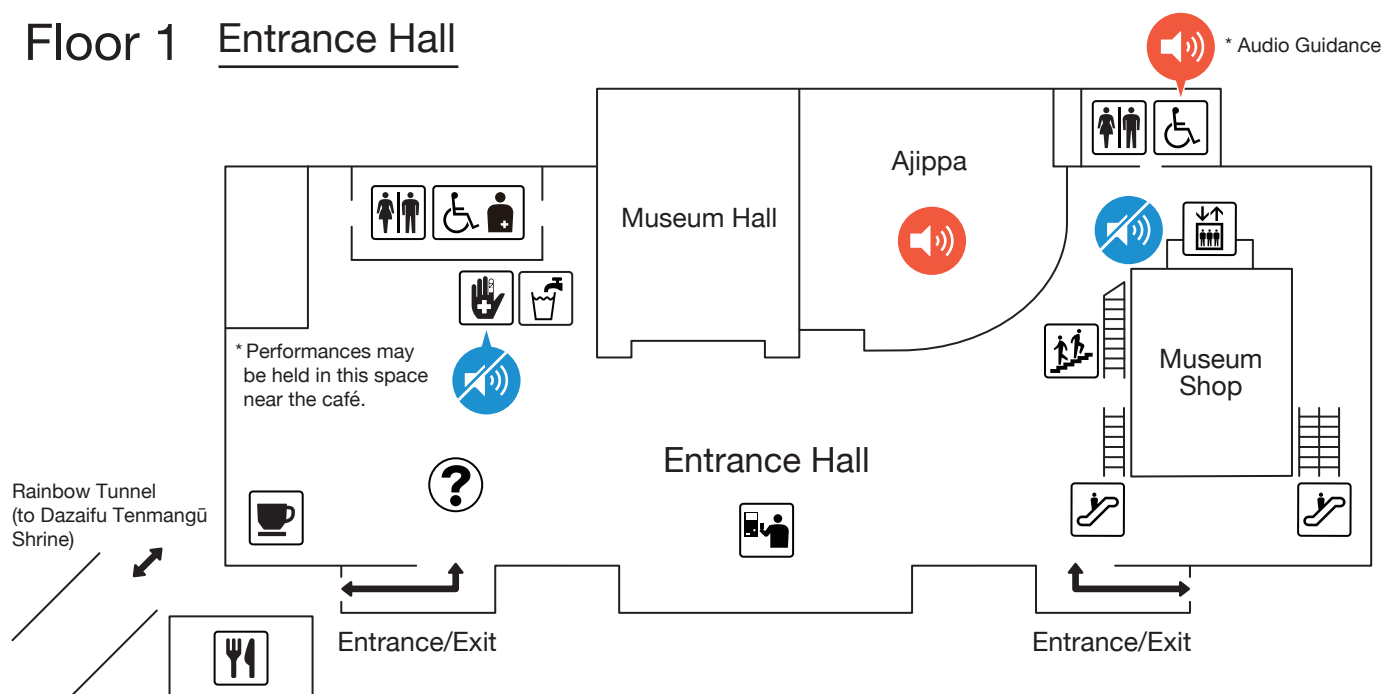 Floor 1 Entrance Hall
* Audio Guidance
Ajippa
Museum Hall
* Performances may
be held in this space
near the café.
Museum
Shop
Entrance Hall
?
Rainbow Tunnel
(to Dazaifu Tenmangū
Shrine)
Entrance/Exit
Entrance/Exit